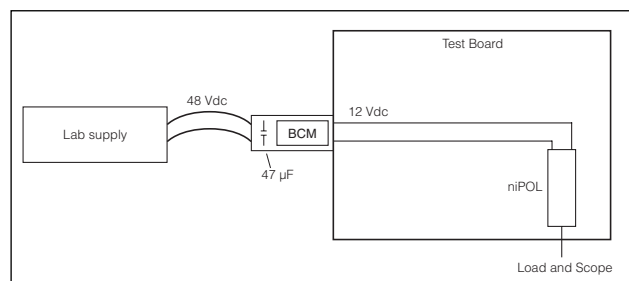 Test Board
48 Vdc
12 Vdc
Lab supply
BCM
47 µF
niPOL
Load and Scope